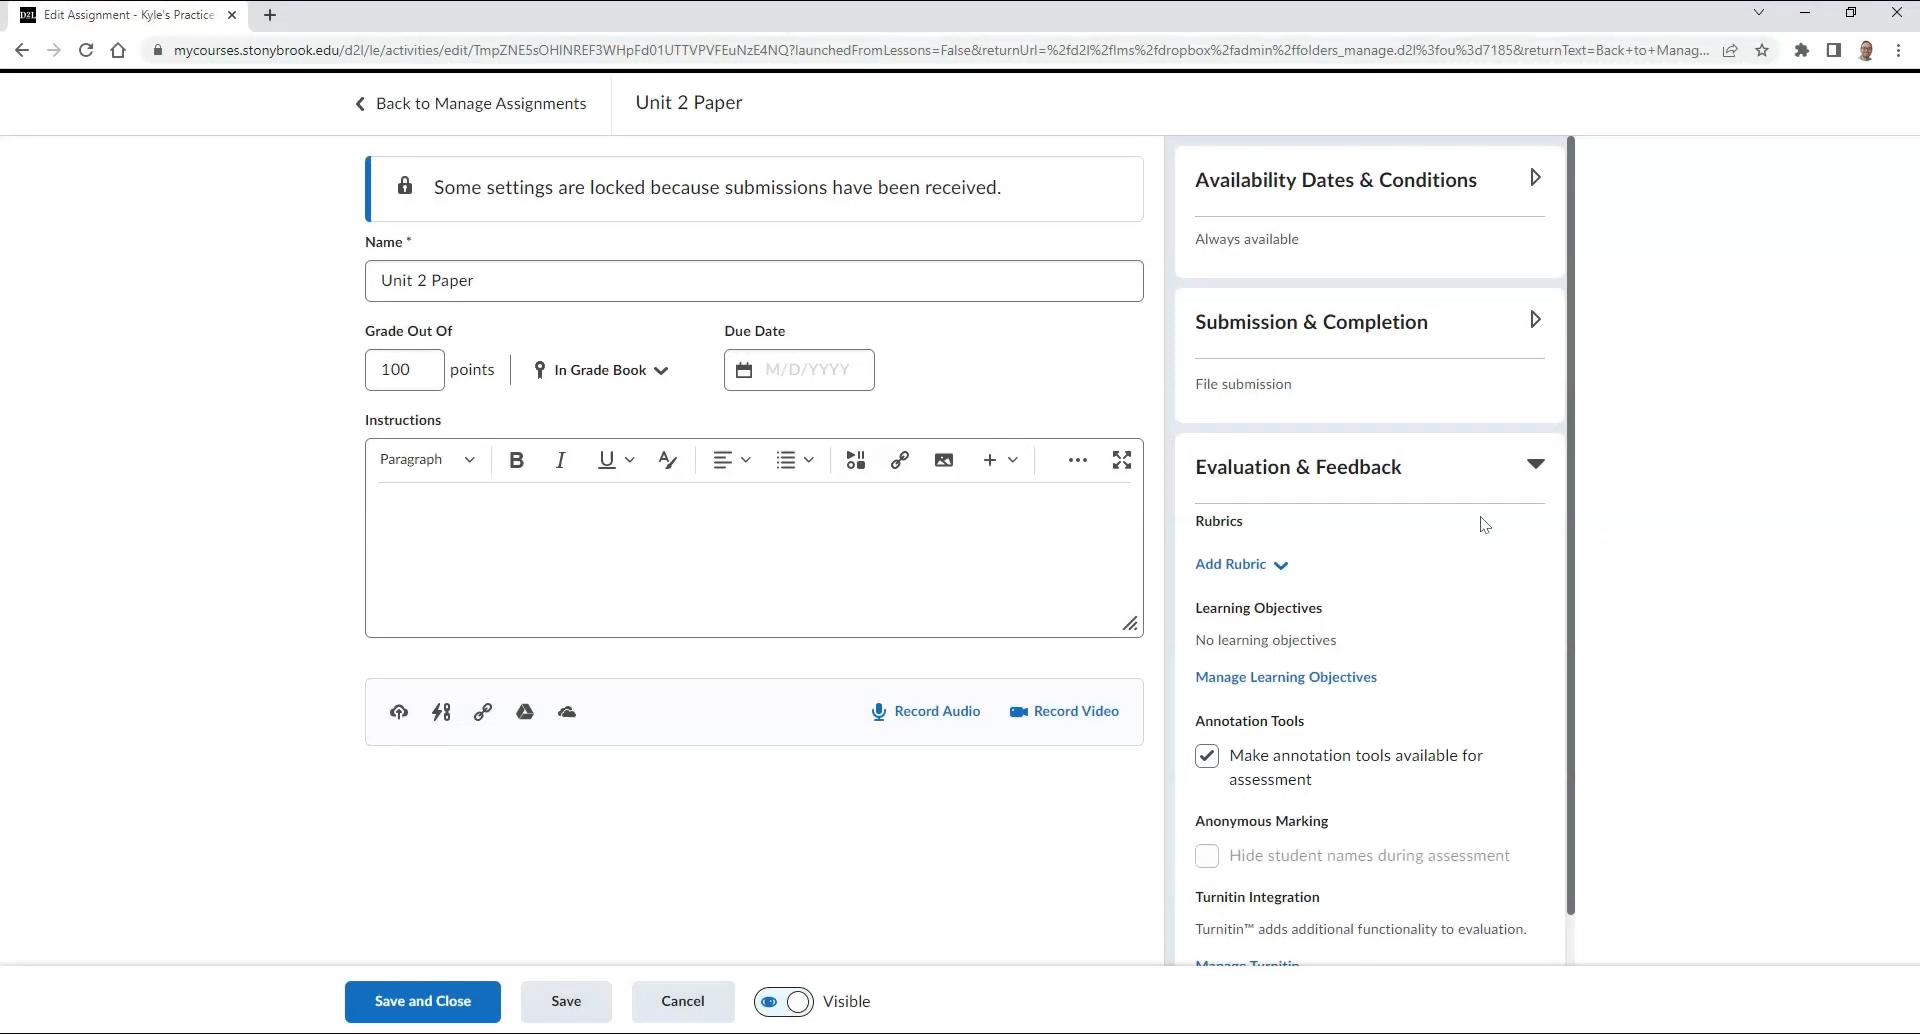 Edit Assignment - Kyle's Practice
mycourses.stonybrook.edu/d2l/le/activities/edit/TmpZNE5sOHlNREF3WHpFd01UTTVPVFEuNzE4NQ?launchedFromLessons=False&returnUrl=%2fd2l%2flms%2fdropbox%2fadmin%2ffolders_manage.d2l%3fou%3d7185&returnText=Back+to+Manag...
Back to Manage Assignments
Unit 2 Paper
Some settings are locked because submissions have been received.
Name *
Unit 2 Paper
Grade Out Of
Due Date
100 points
In Grade Book
M/D/YYYY
Instructions
Paragraph
Record Audio
Record Video
Availability Dates & Conditions
Always available
Submission & Completion
File submission
Evaluation & Feedback
Rubrics
Add Rubric
Learning Objectives
No learning objectives
Manage Learning Objectives
Annotation Tools
Make annotation tools available for
assessment
Anonymous Marking
Hide student names during assessment
Turnitin Integration
Turnitin™ adds additional functionality to evaluation.
Manage Turnitin
Save and Close
Save
Cancel
Visible